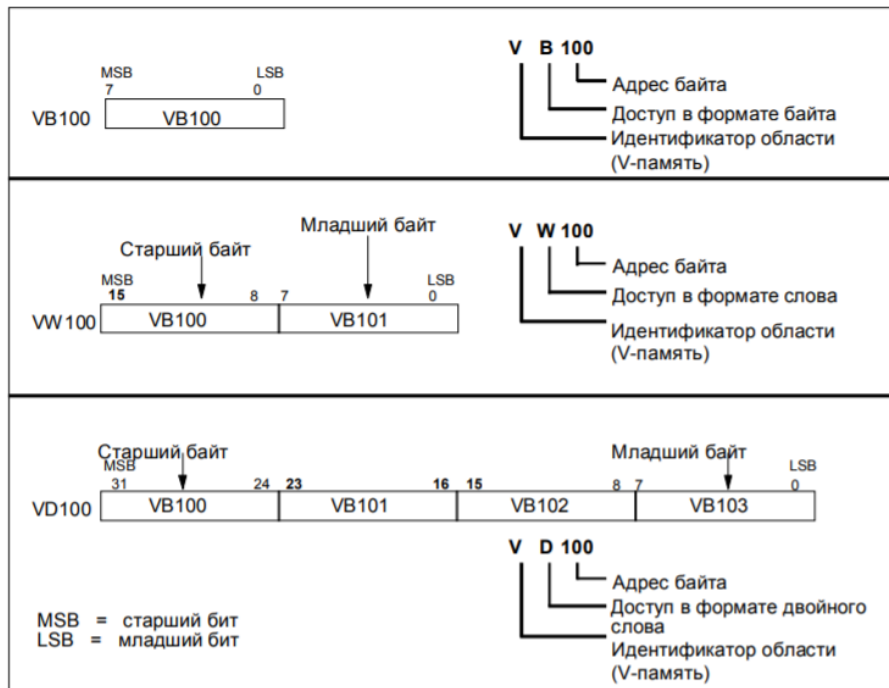 MSB LSB
7 0
VB100 VB100
V B 100
Адрес байта
Доступ в формате байта
Идентификатор области
(V-память)
Старший байт Младший байт
MSB LSB
15 8 7 0
VW100 VB100 VB101
V W 100
Адрес байта
Доступ в формате слова
Идентификатор области
(V-память)
Старший байт Младший байт
MSB LSB
31 24 23 16 15 8 7 0
VD100 VB100 VB101 VB102 VB103
V D 100
Адрес байта
Доступ в формате двойного
слова
Идентификатор области
(V-память)
MSB = старший бит
LSB = младший бит